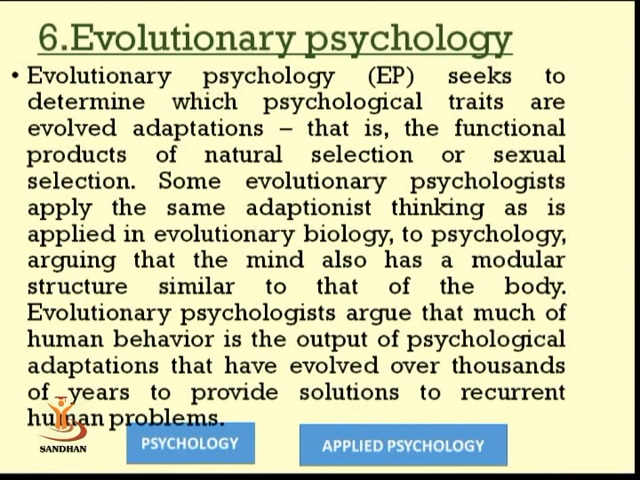 6.Evolutionary psychology
• Evolutionary psychology (EP) seeks to
determine which psychological traits are
evolved adaptations – that is, the functional
products of natural selection or sexual
selection. Some evolutionary psychologists
apply the same adaptionist thinking as is
applied in evolutionary biology, to psychology,
arguing that the mind also has a modular
structure similar to that of the body.
Evolutionary psychologists argue that much of
human behavior is the output of psychological
adaptations that have evolved over thousands
of years to provide solutions to recurrent
human problems.
PSYCHOLOGY
APPLIED PSYCHOLOGY
SANDHAN